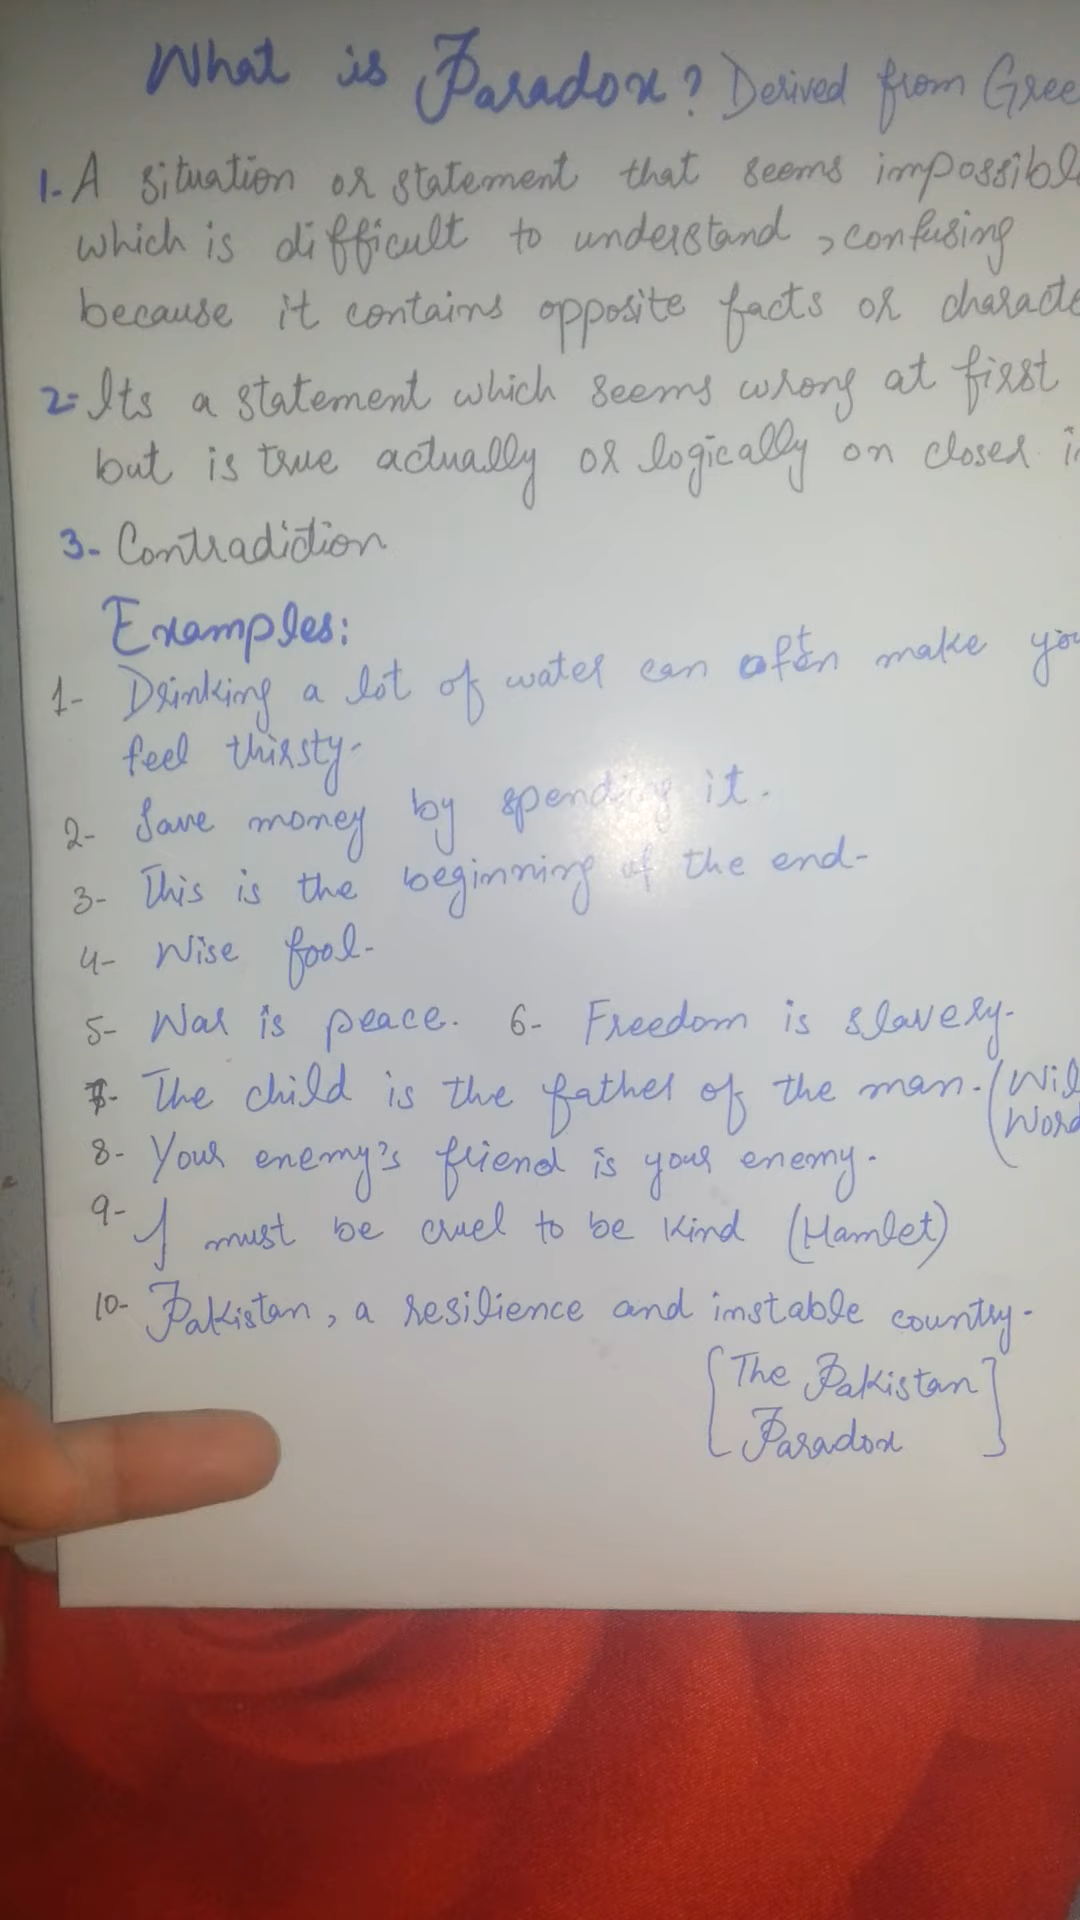 What is Paradox? Derived from Gree
1- A situation or statement that seems impossibl
which is difficult to understand, confusing
because it contains opposite facts or characte
2- Its a statement which seems wrong at first
but is true actually or logically on closer i
3- Contradiction
Examples:
1- Drinking a lot of water can often make you
feel thirsty.
2- Save money by spending it.
3- This is the beginning of the end-
4- Wise fool-
5- War is peace. 6- Freedom is slavery-
7- The child is the father of the man. (Wil
Word
8- Your enemy's friend is your enemy.
9- I must be cruel to be kind (Hamlet)
10- Pakistan, a resilience and instable country-
[The Pakistan
Paradox]